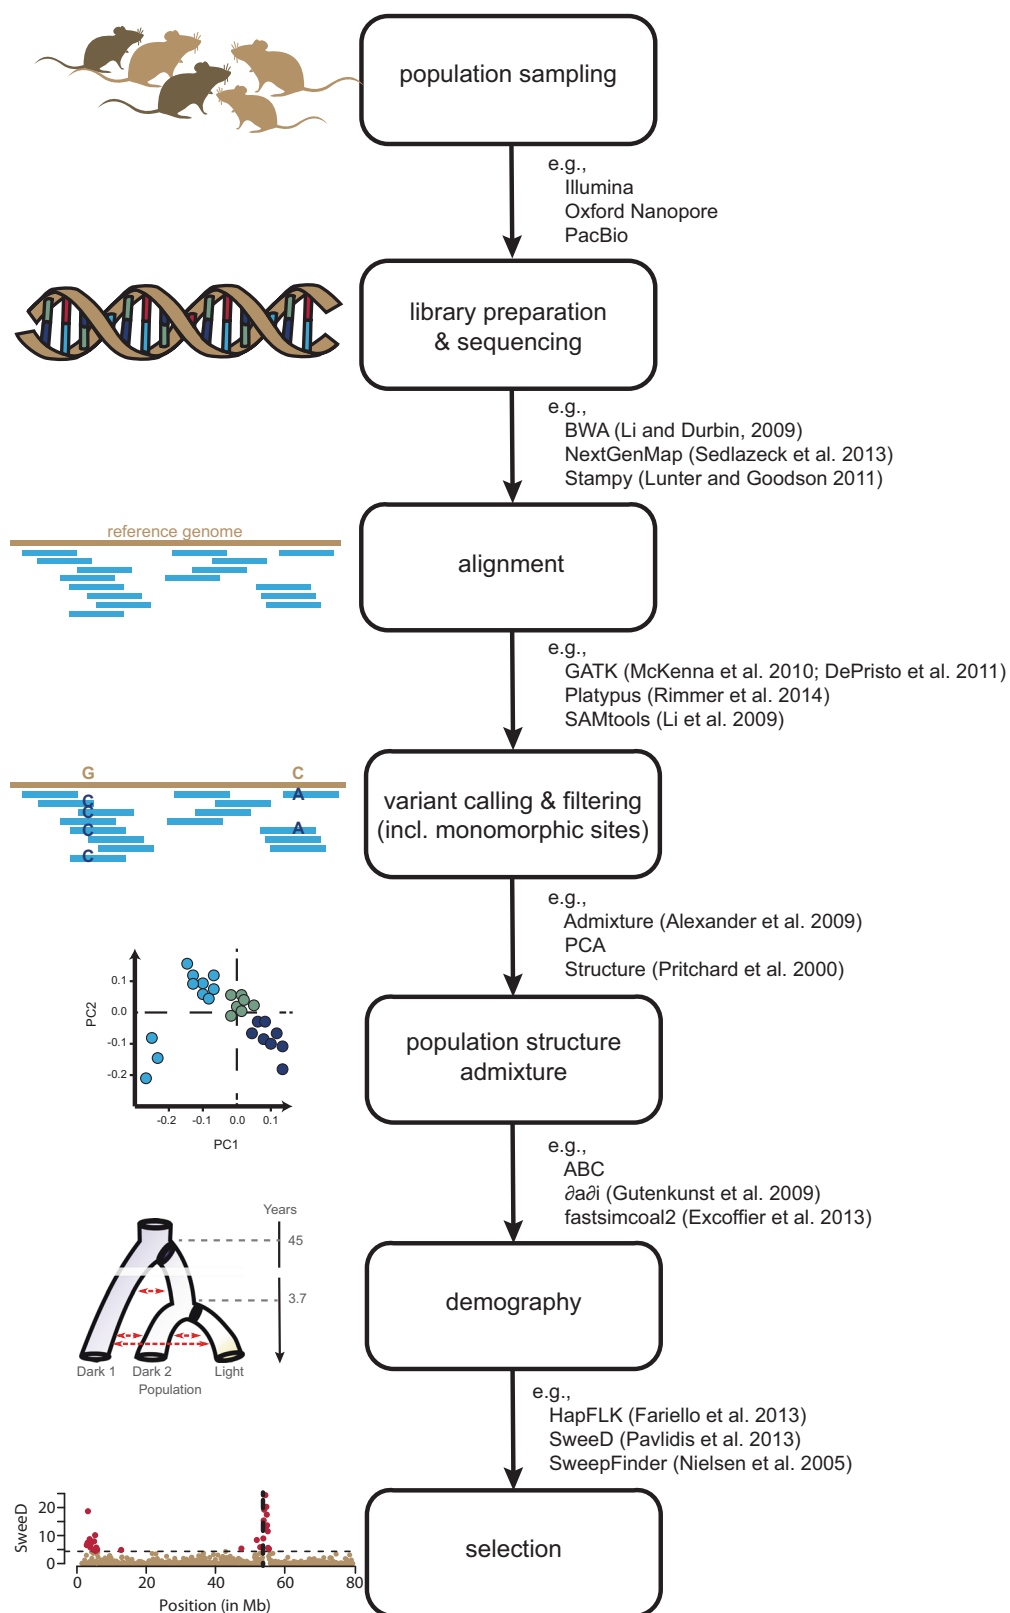 population sampling
e.g.,
Illumina
Oxford Nanopore
PacBio
library preparation
& sequencing
e.g.,
BWA (Li and Durbin, 2009)
NextGenMap (Sedlazeck et al. 2013)
Stampy (Lunter and Goodson 2011)
reference genome
alignment
e.g.,
GATK (McKenna et al. 2010; DePristo et al. 2011)
Platypus (Rimmer et al. 2014)
SAMtools (Li et al. 2009)
G C
C A
C
C A
C
variant calling & filtering
(incl. monomorphic sites)
e.g.,
Admixture (Alexander et al. 2009)
PCA
Structure (Pritchard et al. 2000)
PC2
0.1
0.0
-0.1
-0.2
-0.2 -0.1 0.0 0.1
PC1
population structure
admixture
e.g.,
ABC
∂a∂i (Gutenkunst et al. 2009)
fastsimcoal2 (Excoffier et al. 2013)
Years
45
3.7
Dark 1 Dark 2 Light
Population
demography
e.g.,
HapFLK (Fariello et al. 2013)
SweeD (Pavlidis et al. 2013)
SweepFinder (Nielsen et al. 2005)
SweeD
20
10
0
0 20 40 60 80
Position (in Mb)
selection